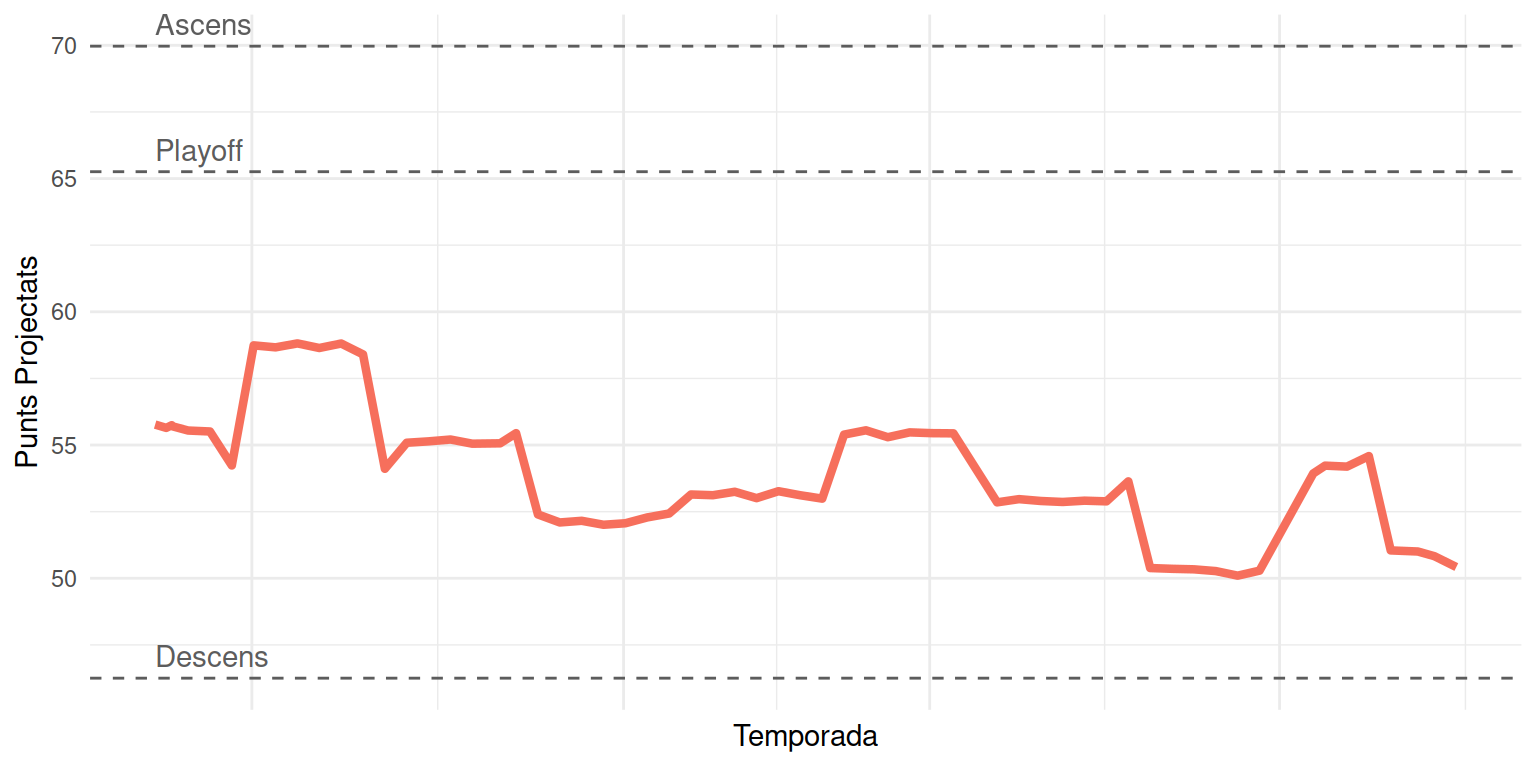 Ascens
70
Playoff
65
60
55
50
Descens
Punts Projectats
Temporada